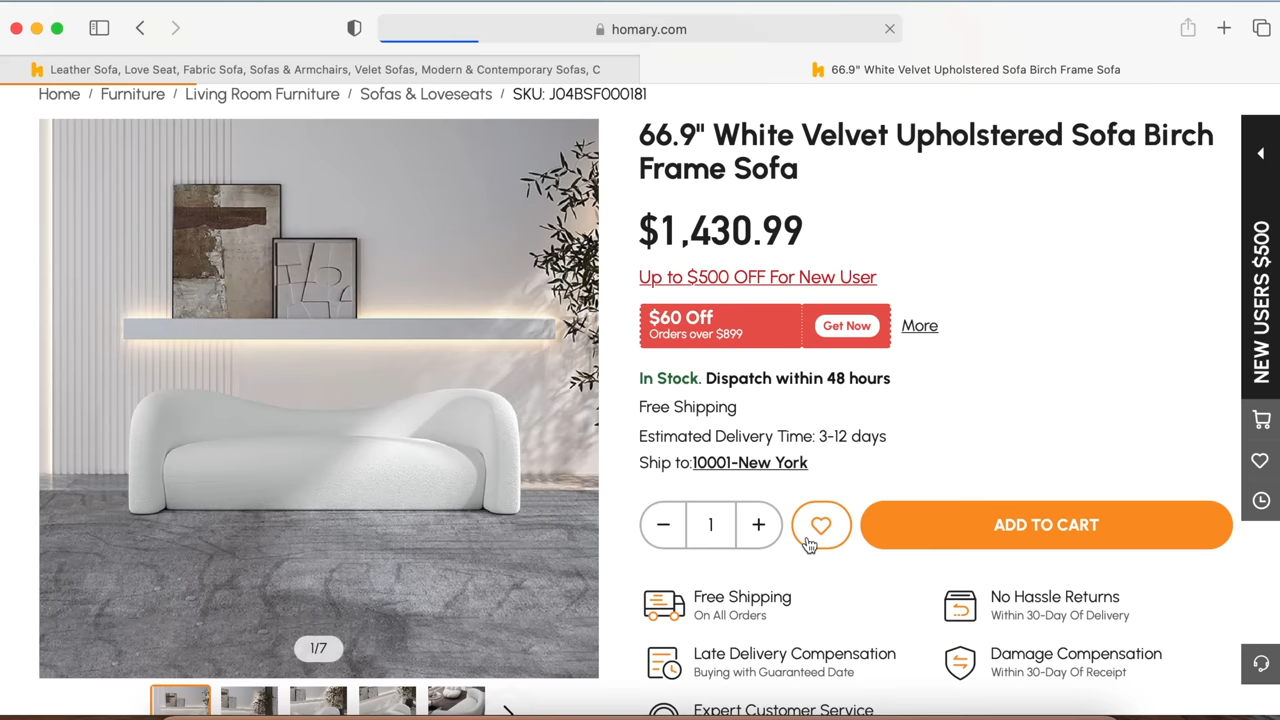 homary.com
Leather Sofa, Love Seat, Fabric Sofa, Sofas & Armchairs, Velet Sofas, Modern & Contemporary Sofas, C
66.9" White Velvet Upholstered Sofa Birch Frame Sofa
Home / Furniture / Living Room Furniture / Sofas & Loveseats / SKU: J04BSF000181
66.9" White Velvet Upholstered Sofa Birch
Frame Sofa
$1,430.99
Up to $500 OFF For New User
$60 Off
Orders over $899
Get Now
More
In Stock. Dispatch within 48 hours
Free Shipping
Estimated Delivery Time: 3-12 days
Ship to:10001-New York
1
ADD TO CART
NEW USERS $500
Free Shipping
On All Orders
No Hassle Returns
Within 30-Day Of Delivery
Late Delivery Compensation
Buying with Guaranteed Date
Damage Compensation
Within 30-Day Of Receipt
Expert Customer Service
1/7